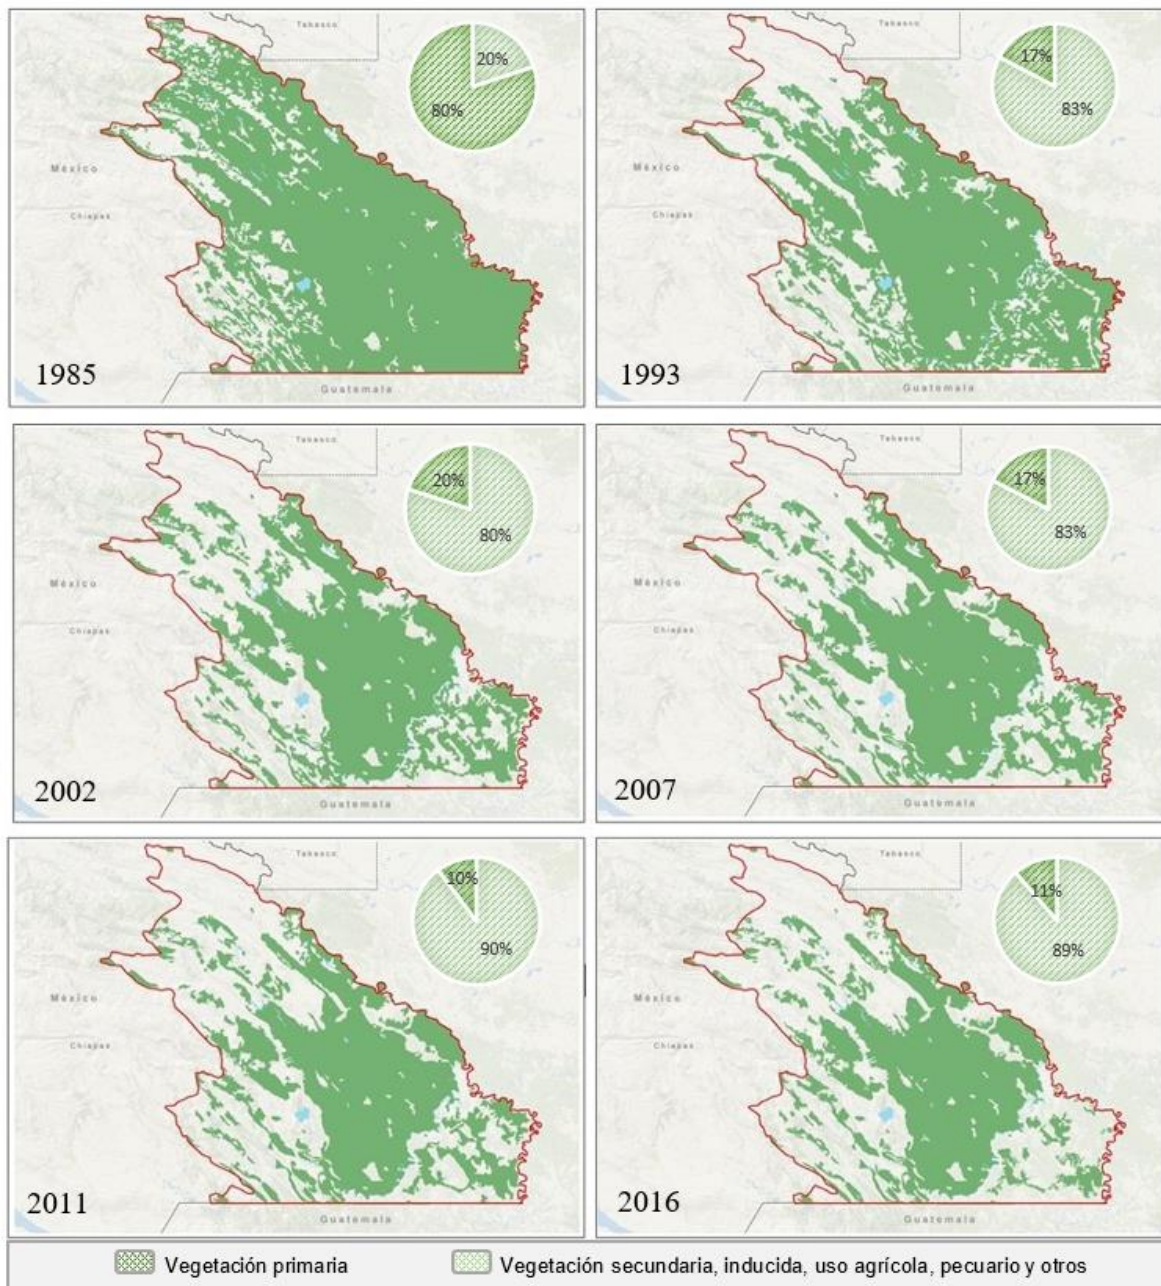 Tabasco
20%
80%
México
Chiapas
1985
Guatemala
Tabasco
17%
83%
México
Chiapas
1993
Guatemala
Tabasco
20%
80%
México
Chiapas
2002
Guatemala
Tabasco
17%
83%
México
Chiapas
2007
Guatemala
Tabasco
10%
90%
México
Chiapas
2011
Guatemala
Tabasco
11%
89%
México
Chiapas
2016
Guatemala
Vegetación primaria
Vegetación secundaria, inducida, uso agrícola, pecuario y otros